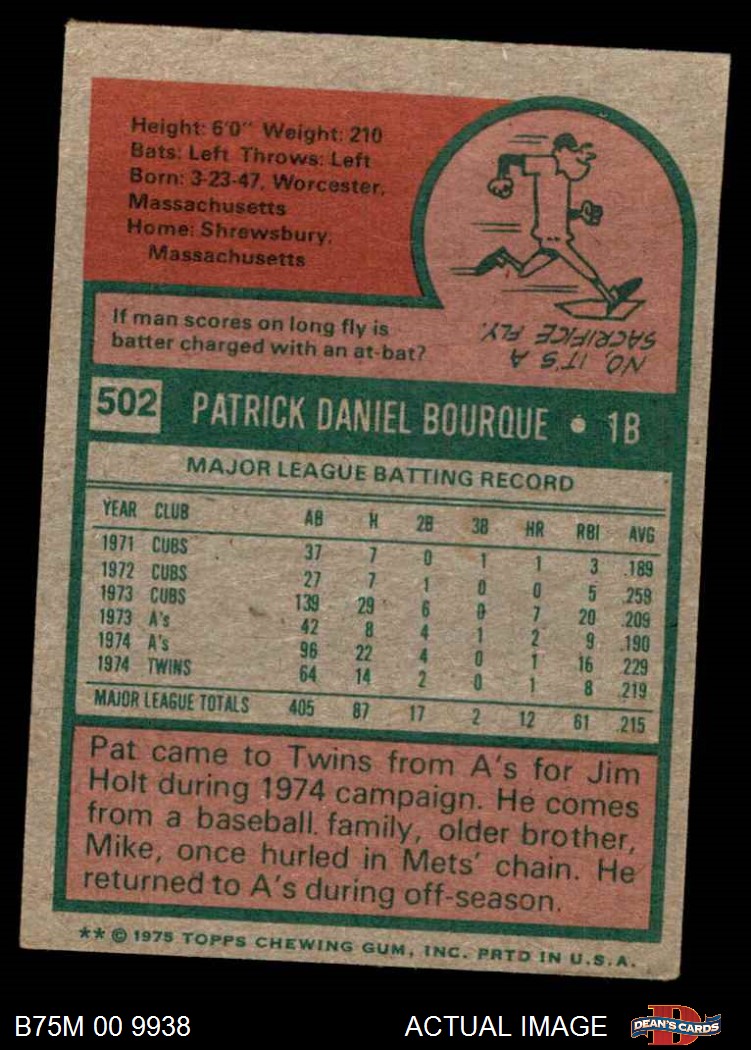 Height: 6'0" Weight: 210
Bats: Left Throws: Left
Born: 3-23-47, Worcester,
Massachusetts
Home: Shrewsbury,
Massachusetts
If man scores on long fly is
batter charged with an at-bat?
NO, IT'S A
SACRIFICE FLY.
502 PATRICK DANIEL BOURQUE • 1B
MAJOR LEAGUE BATTING RECORD
YEAR CLUB AB H 2B 3B HR RBI AVG
1971 CUBS 37 7 0 1 1 3 .189
1972 CUBS 27 7 1 0 0 5 .259
1973 CUBS 139 29 6 0 7 20 .209
1973 A's 42 8 4 1 2 9 .190
1974 A's 96 22 4 0 1 16 .229
1974 TWINS 64 14 2 0 1 8 .219
MAJOR LEAGUE TOTALS 405 87 17 2 12 61 .215
Pat came to Twins from A's for Jim
Holt during 1974 campaign. He comes
from a baseball family, older brother,
Mike, once hurled in Mets' chain. He
returned to A's during off-season.
** © 1975 TOPPS CHEWING GUM, INC. PRTD IN U.S.A.
B75M 00 9938 ACTUAL IMAGE D DEAN'S CARDS